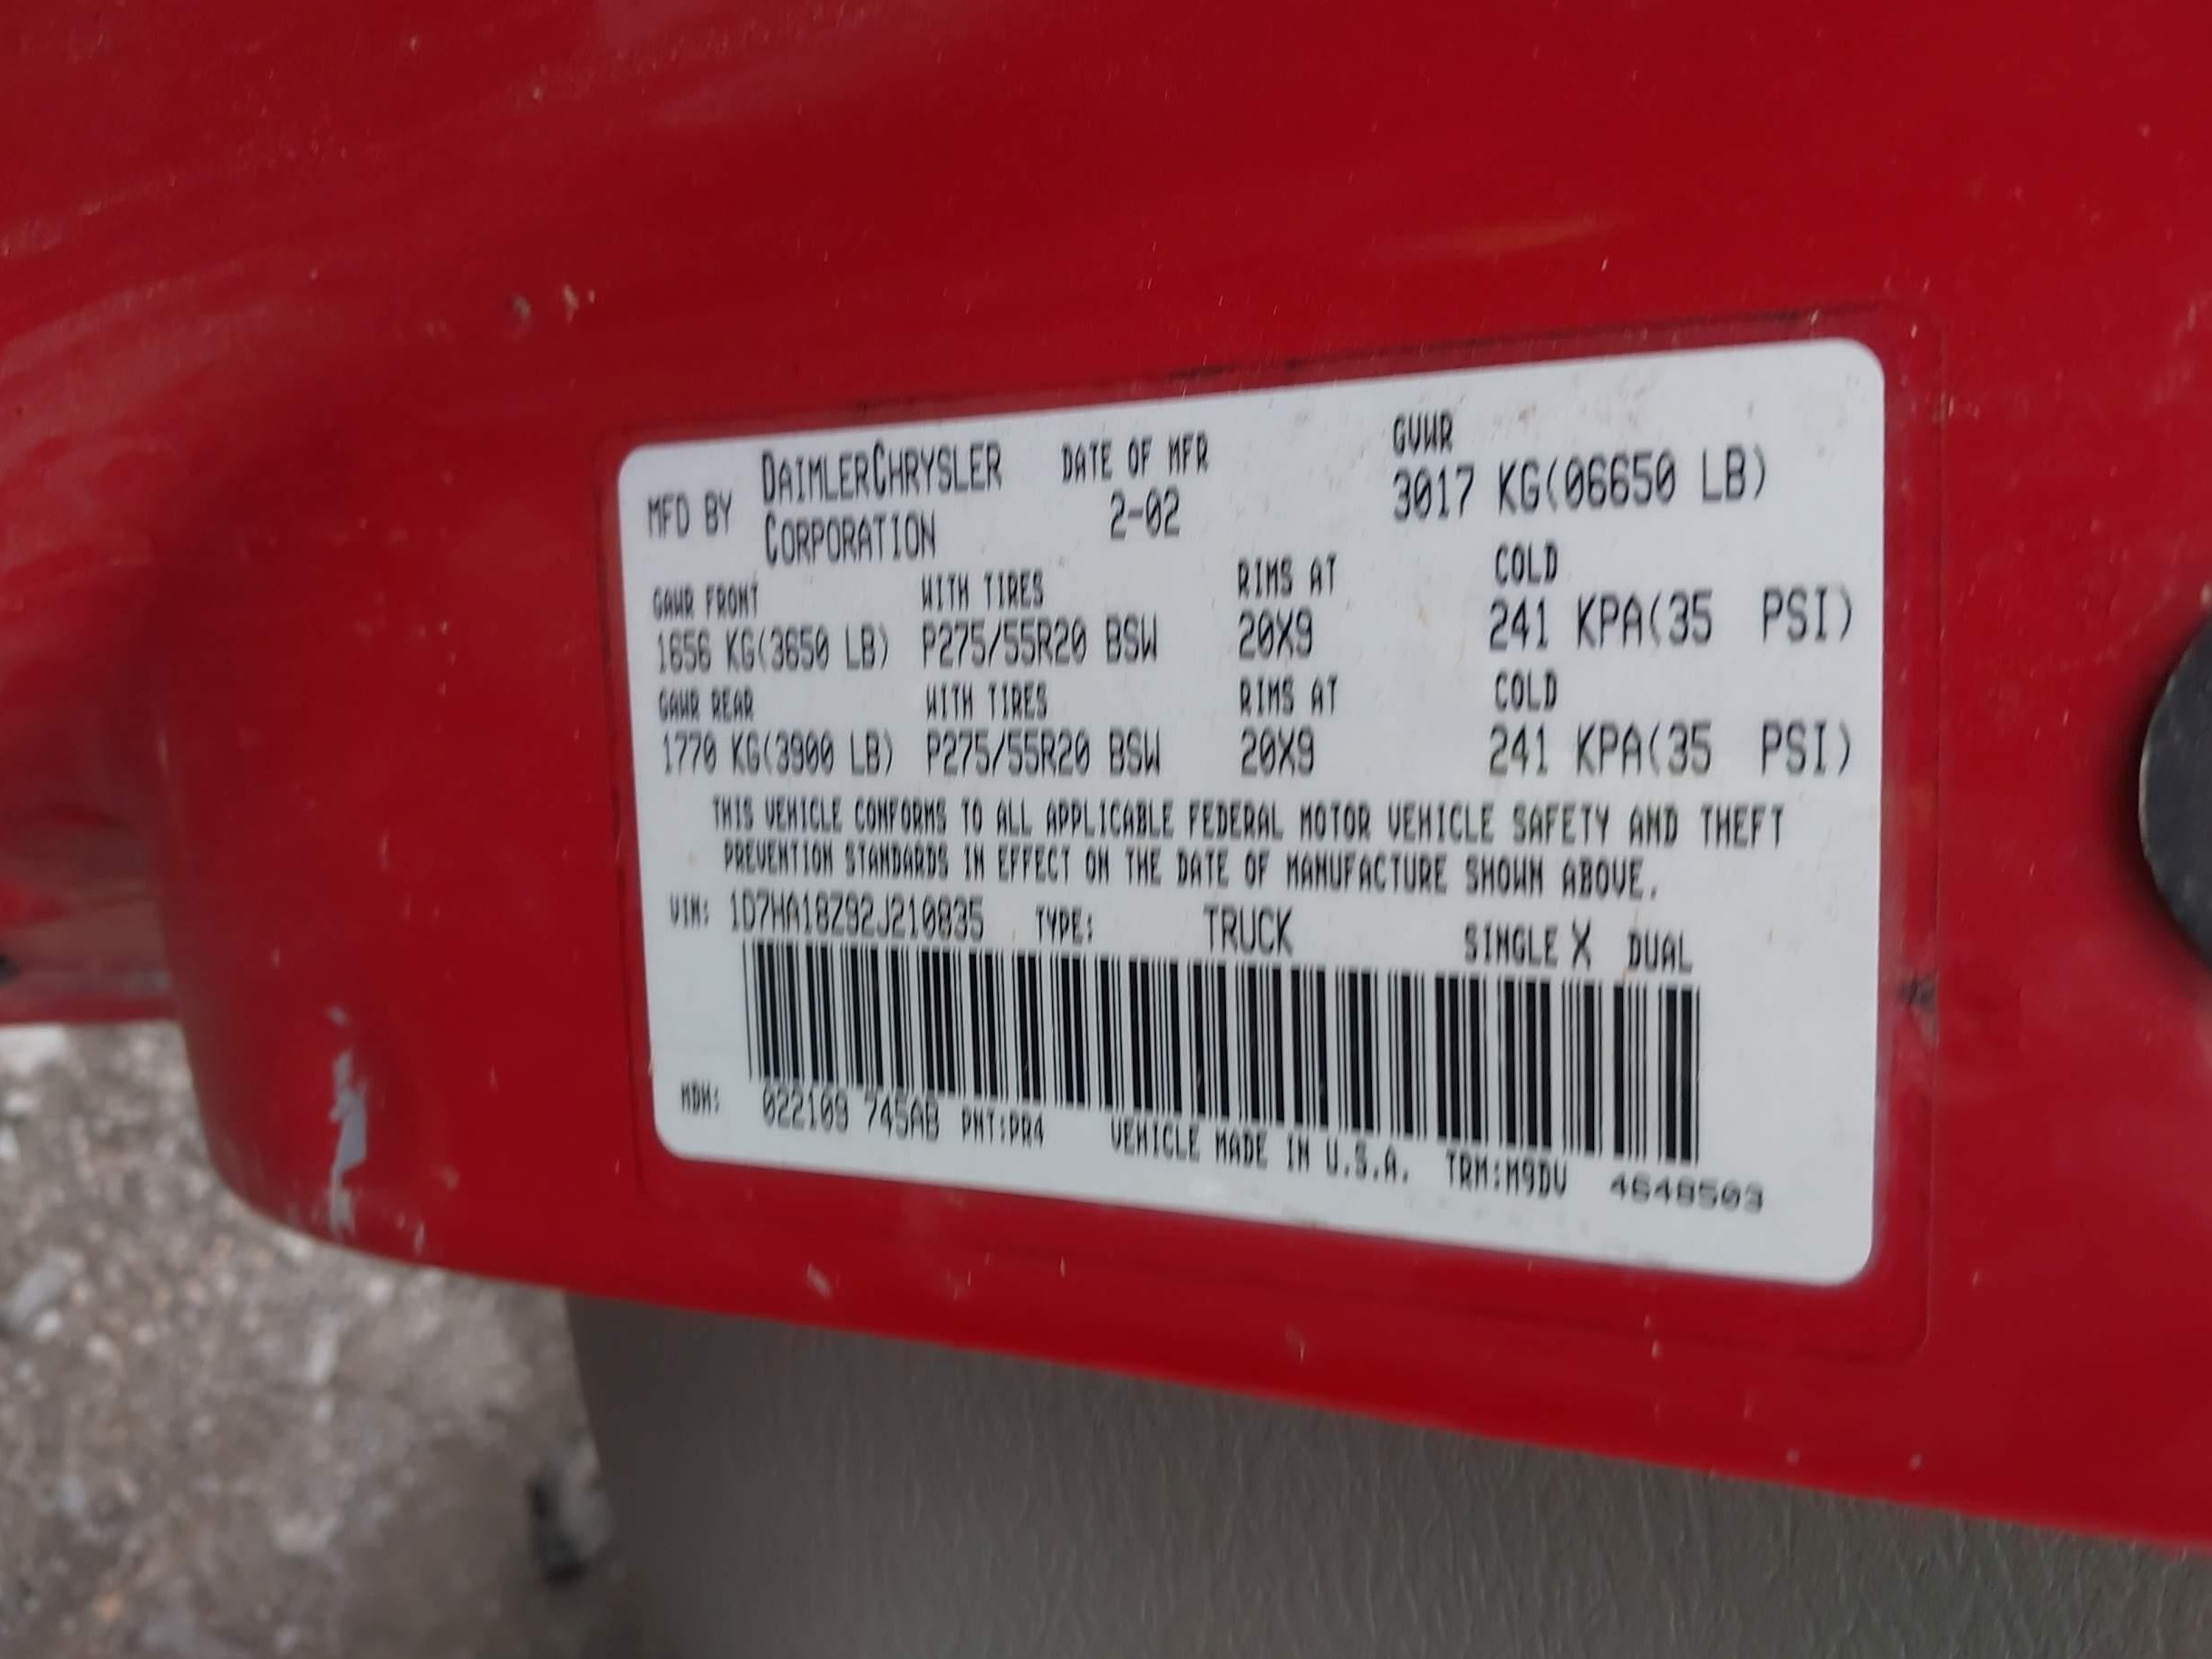 MFD BY DAIMLERCHRYSLER CORPORATION DATE OF MFR 2-02 GVWR 3017 KG(06650 LB)
GAWR FRONT WITH TIRES RIMS AT COLD
1656 KG(3650 LB) P275/55R20 BSW 20X9 241 KPA(35 PSI)
GAWR REAR WITH TIRES RIMS AT COLD
1770 KG(3900 LB) P275/55R20 BSW 20X9 241 KPA(35 PSI)
THIS VEHICLE CONFORMS TO ALL APPLICABLE FEDERAL MOTOR VEHICLE SAFETY AND THEFT
PREVENTION STANDARDS IN EFFECT ON THE DATE OF MANUFACTURE SHOWN ABOVE.
VIN: 1D7HA18Z92J210835 TYPE: TRUCK SINGLE X DUAL
MDH: 022109 745AB PNT:PR4 VEHICLE MADE IN U.S.A. TRM:M9DV 4648503